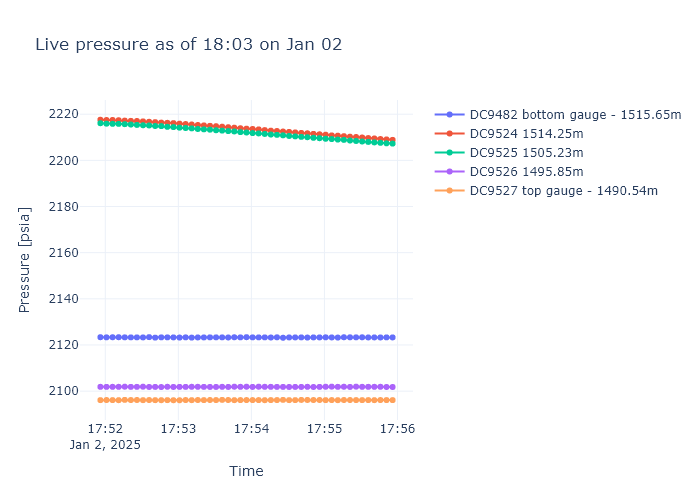 Live pressure as of 18:03 on Jan 02
DC9482 bottom gauge - 1515.65m
DC9524 1514.25m
DC9525 1505.23m
DC9526 1495.85m
DC9527 top gauge - 1490.54m
Pressure [psia]
2220
2200
2180
2160
2140
2120
2100
17:52 17:53 17:54 17:55 17:56
Jan 2, 2025
Time